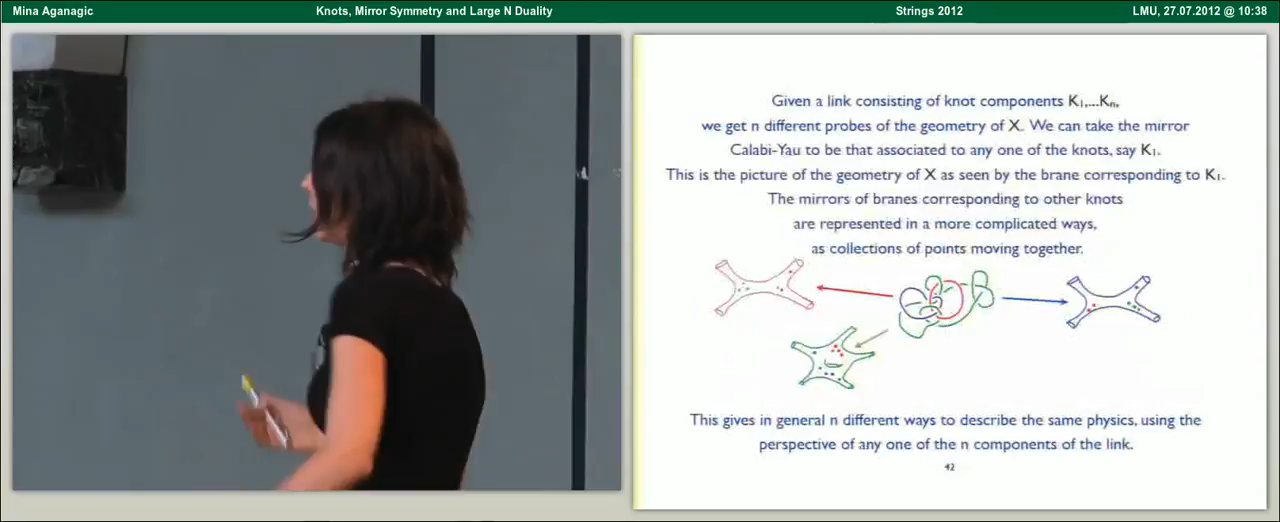 Mina Aganagic
Knots, Mirror Symmetry and Large N Duality
Strings 2012
LMU, 27.07.2012 @ 10:38
Given a link consisting of knot components K₁,...Kₙ,
we get n different probes of the geometry of X. We can take the mirror
Calabi-Yau to be that associated to any one of the knots, say K₁.
This is the picture of the geometry of X as seen by the brane corresponding to K₁.
The mirrors of branes corresponding to other knots
are represented in a more complicated ways,
as collections of points moving together.
This gives in general n different ways to describe the same physics, using the
perspective of any one of the n components of the link.
42